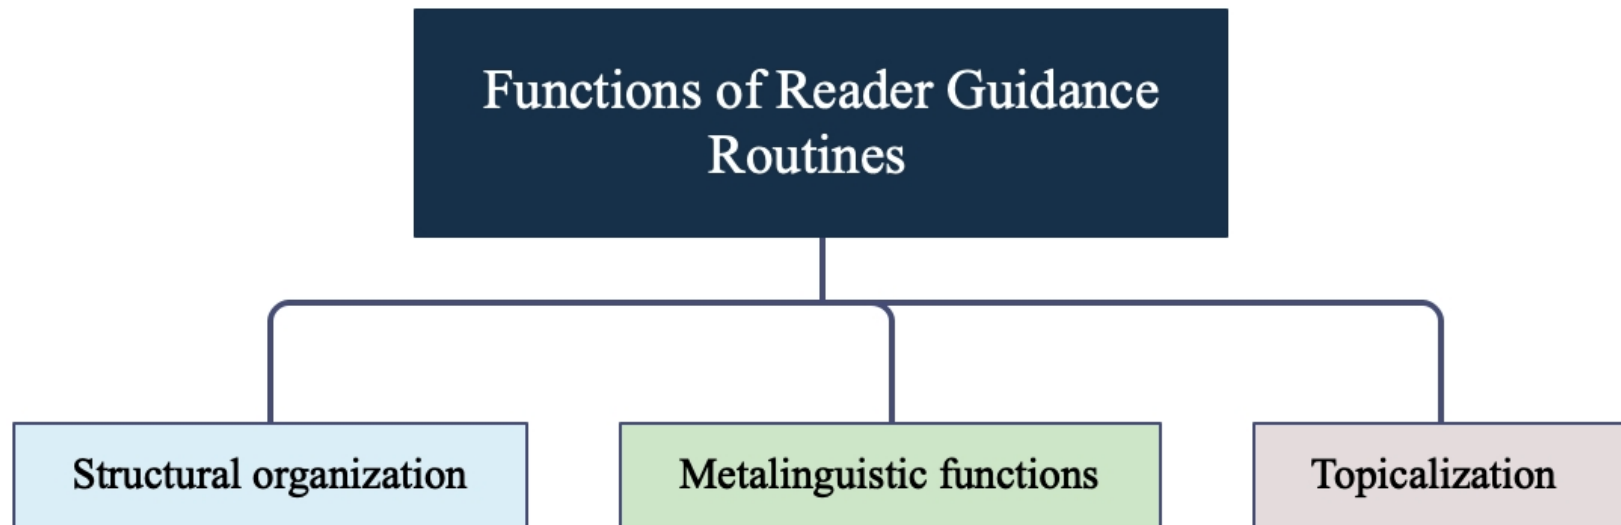 Functions of Reader Guidance
Routines
Structural organization
Metalinguistic functions
Topicalization